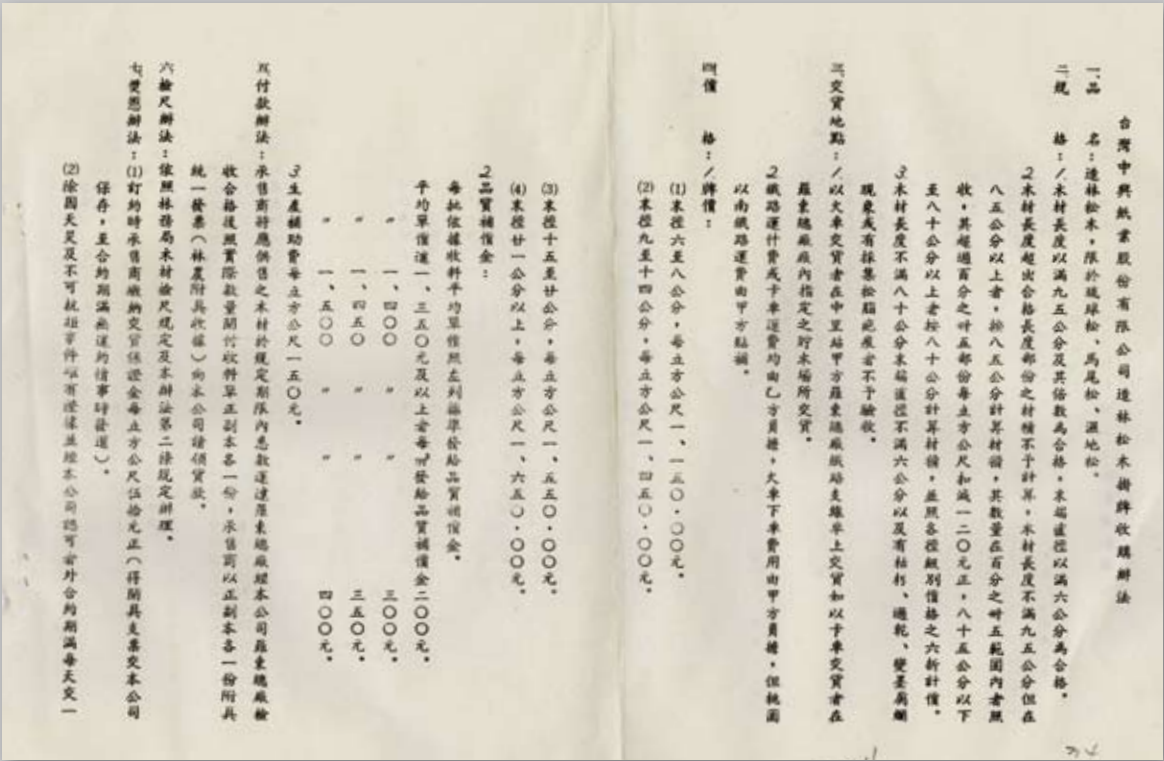 台灣中興紙業股份有限公司造林松木掛牌收購辦法
一、品　名：造林松木，限於琉球松、馬尾松、濕地松。
二、規　格：1.木材長度以滿九五公分及其倍數為合格，末端直徑以滿六公分為合格。
2.木材長度超出合格長度部份之材積不予計算，木材長度不滿九五公分但在
八五公分以上者，按八五公分計算材積，其數量在百分之卅五範圍內者照
收，其超過百分之卅五部份每立方公尺扣減一二〇元正，八十五公分以下
至八十公分以上者按八十公分計算材積，並照各徑級別價格之六折計價。
3.木材長度不滿八十公分末端直徑不滿六公分以及有枯朽、過乾、變墨腐爛
現象或有採集松脂疤痕者不予驗收。
三、交貨地點：1.以火車交貨者在中里站甲方羅東總廠鐵路支線車上交貨如以卡車交貨者在
羅東總廠廠內指定之貯木場所交貨。
2.鐵路運什費或卡車運費均由乙方負擔，火車下車費用由甲方負擔，但桃園
以南鐵路運費由甲方點補。
四、價　格：1.牌價：
(1)末徑六至八公分，每立方公尺一、一五〇．〇〇元。
(2)末徑九至十四公分，每立方公尺一、四五〇．〇〇元。
(3)末徑十五至廿公分，每立方公尺一、五五〇．〇〇元。
(4)末徑廿一公分以上，每立方公尺一、六五〇．〇〇元。
2.品質補償金：
每批依據收料平均單價照左列標準發給品質補償金。
平均單價達一、三五〇元及以上者每㎥發給品質補償金二〇〇元。
〃　一、四〇〇　〃　〃　三〇〇元。
〃　一、四五〇　〃　〃　三五〇元。
〃　一、五〇〇　〃　〃　四〇〇元。
3.生產補助費每立方公尺一五〇元。
五、付款辦法：承售商將應供售之木材於規定期限內悉數運達羅東總廠經本公司羅東總廠檢
收合格後照實際數量開付收料單正副本各一份，承售商以正副本各一份附具
統一發票（林農附具收據）向本公司請領貨款。
六、檢尺辦法：依照林務局木材檢尺規定及本辦法第二條規定辦理。
七、獎懲辦法：(1)訂約時承售商繳納交貨保證金每立方公尺伍拾元正（得開具支票交本公司
保存，至合約期滿無違約情事時發還）。
(2)除因天災及不可抗拒事件確有證據並經本公司認可者外合約期滿每天交一